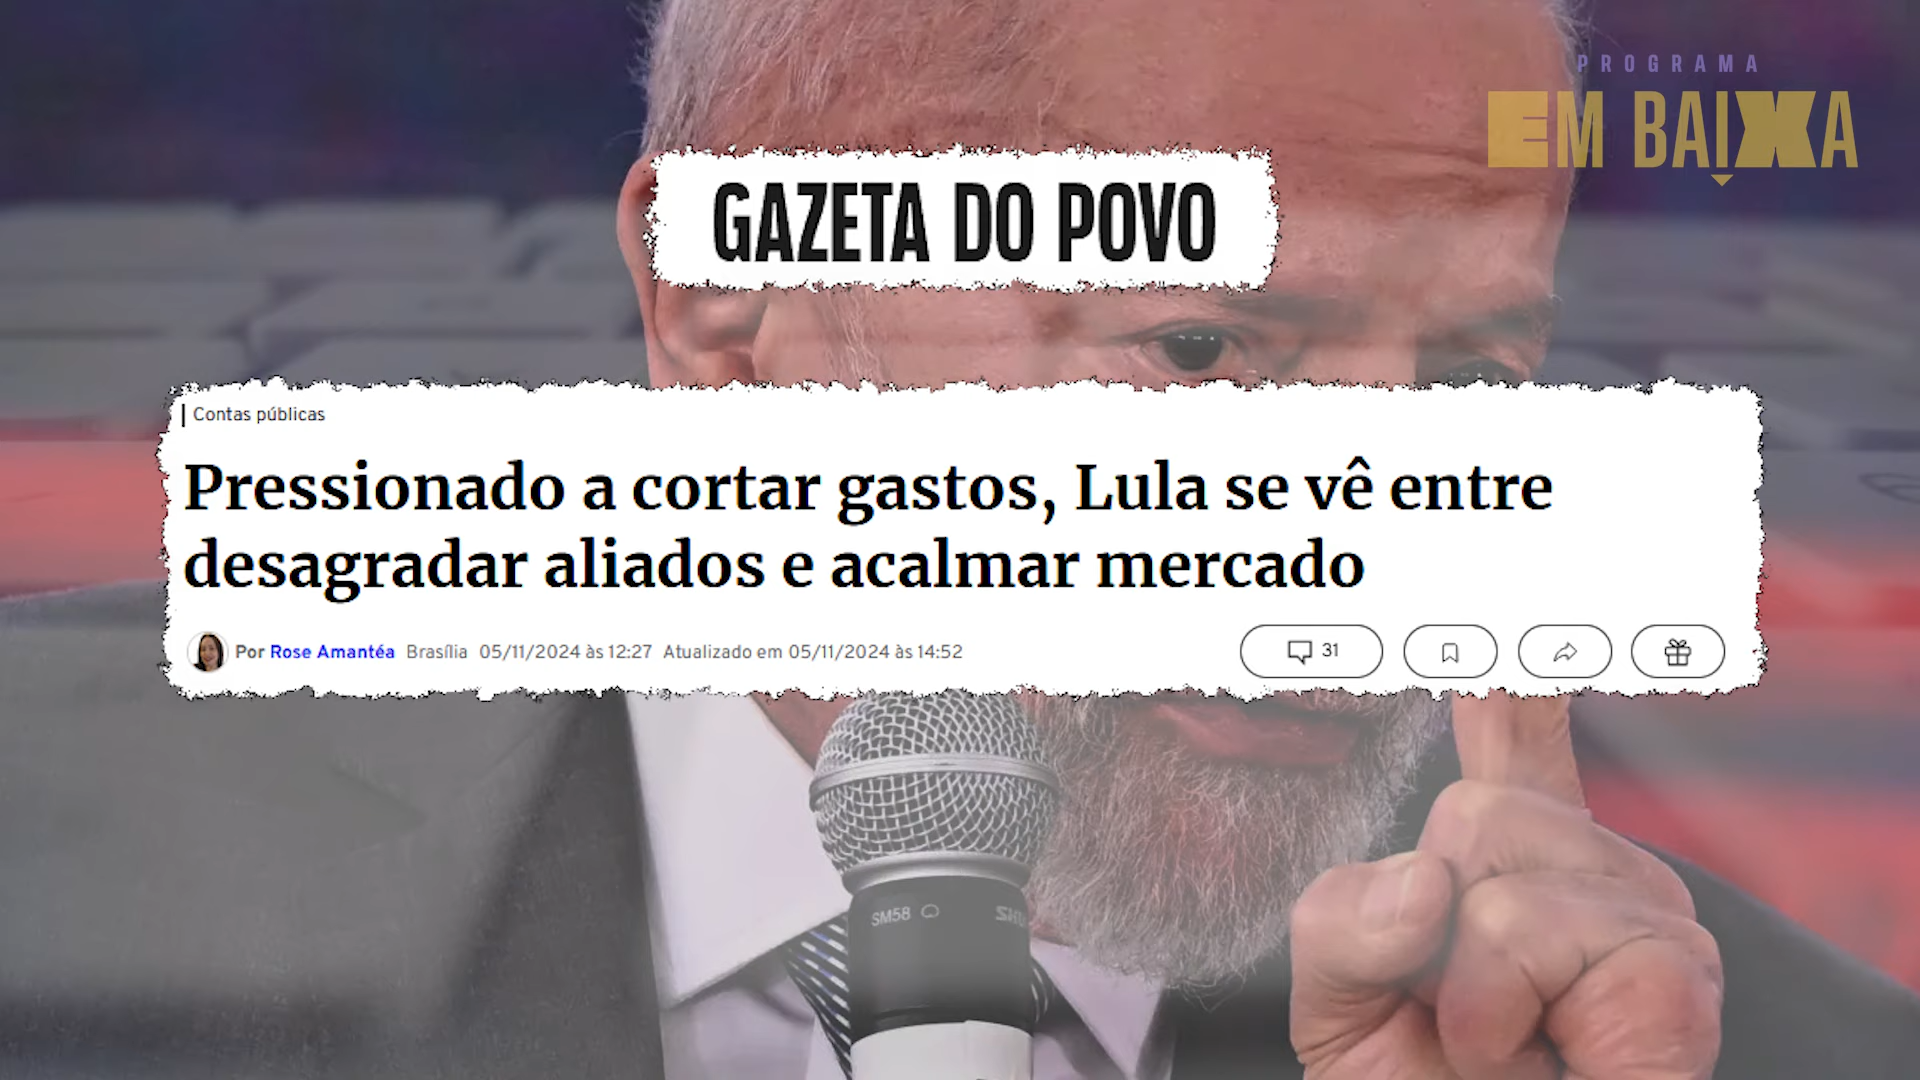 PROGRAMA
EM BAIXA
GAZETA DO POVO
Contas públicas
Pressionado a cortar gastos, Lula se vê entre
desagradar aliados e acalmar mercado
Por Rose Amantéa Brasília 05/11/2024 às 12:27 Atualizado em 05/11/2024 às 14:52
31
SM58